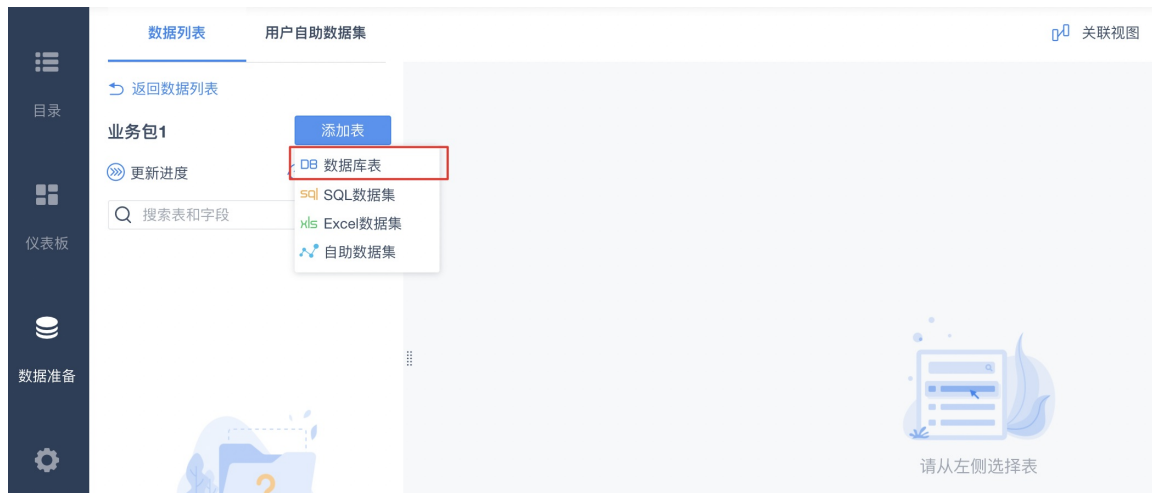 数据列表
用户自助数据集
关联视图
目录
返回数据列表
业务包1
添加表
更新进度
DB 数据库表
sql SQL数据集
搜索表和字段
xls Excel数据集
仪表板
自助数据集
数据准备
请从左侧选择表